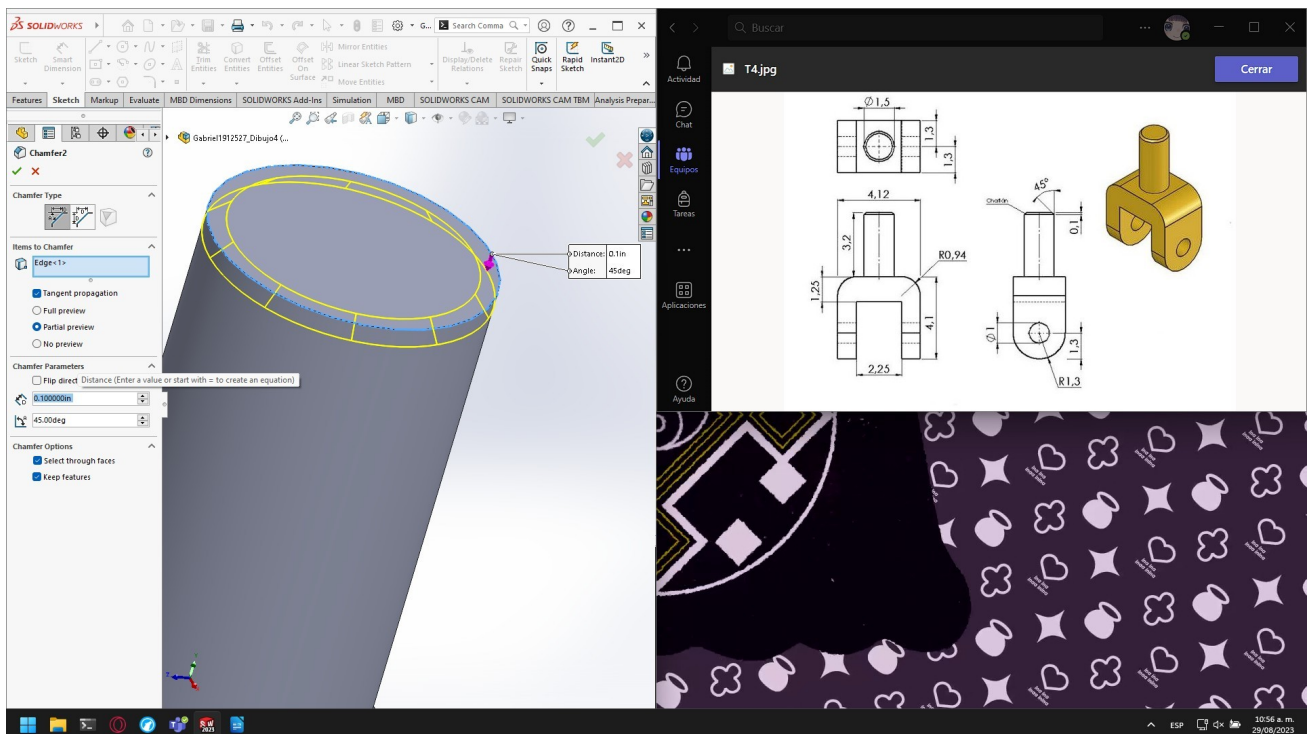 SOLIDWORKS
G...
Search Comma
Sketch
Smart Dimension
Trim Entities
Convert Entities
Offset Entities
Offset On Surface
Mirror Entities
Linear Sketch Pattern
Move Entities
Display/Delete Relations
Repair Sketch
Quick Snaps
Rapid Sketch
Instant2D
Features Sketch Markup Evaluate MBD Dimensions SOLIDWORKS Add-Ins Simulation MBD SOLIDWORKS CAM SOLIDWORKS CAM TBM Analysis Prepar...
Gabriel1912527_Dibujo4 (...
Chamfer2
Chamfer Type
Items to Chamfer
Edge<1>
Tangent propagation
Full preview
Partial preview
No preview
Chamfer Parameters
Flip direct
Distance (Enter a value or start with = to create an equation)
0.100000in
45.00deg
Chamfer Options
Select through faces
Keep features
Distance: 0.1in
Angle: 45deg
Buscar
Actividad
Chat
Equipos
Tareas
Aplicaciones
Ayuda
T4.jpg
Cerrar
Ø1,5
1,3
1,3
4,12
3,2
1,25
R0,94
4,1
2,25
Chaflán
45°
0,1
Ø1
1,3
R1,3
ESP
10:56 a. m.
29/08/2023